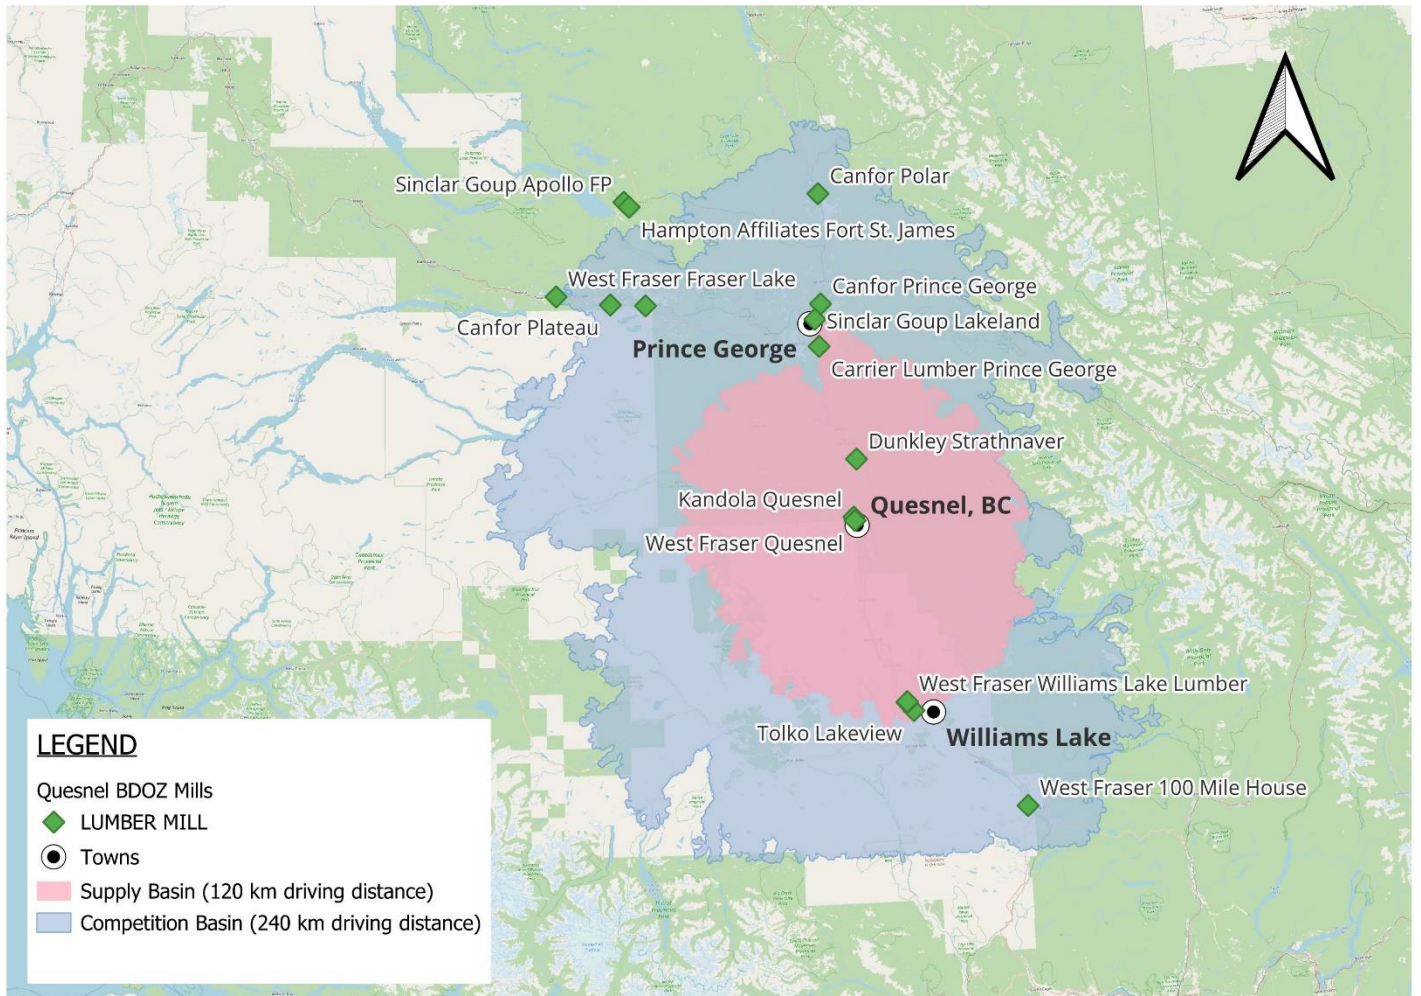 Sinclar Goup Apollo FP
Canfor Polar
Hampton Affiliates Fort St. James
West Fraser Fraser Lake
Canfor Prince George
Canfor Plateau
Sinclar Goup Lakeland
Prince George
Carrier Lumber Prince George
Dunkley Strathnaver
Kandola Quesnel
Quesnel, BC
West Fraser Quesnel
West Fraser Williams Lake Lumber
Tolko Lakeview
Williams Lake
West Fraser 100 Mile House
LEGEND
Quesnel BDOZ Mills
LUMBER MILL
Towns
Supply Basin (120 km driving distance)
Competition Basin (240 km driving distance)